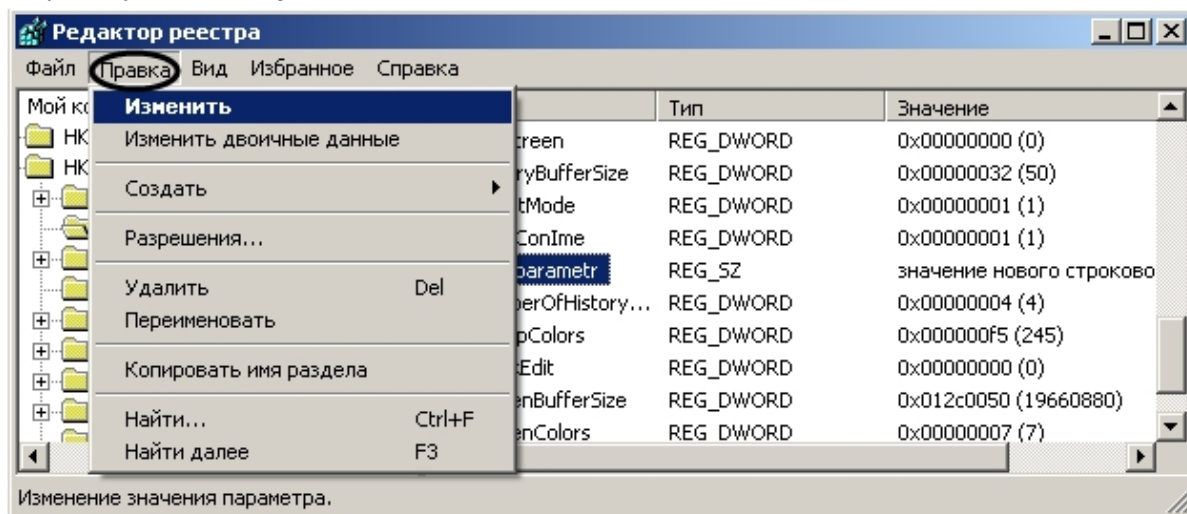 Редактор реестра
Файл Правка Вид Избранное Справка
Мой Тип Значение
Изменить
HK Изменить двоичные данные creen REG_DWORD 0x00000000 (0)
HK ryBufferSize REG_DWORD 0x00000032 (50)
Создать tMode REG_DWORD 0x00000001 (1)
Разрешения... ConIme REG_DWORD 0x00000001 (1)
parametr REG_SZ значение нового строково
Удалить Del berOfHistory... REG_DWORD 0x00000004 (4)
Переименовать pColors REG_DWORD 0x000000f5 (245)
Копировать имя раздела kEdit REG_DWORD 0x00000000 (0)
enBufferSize REG_DWORD 0x012c0050 (19660880)
Найти... Ctrl+F
enColors REG_DWORD 0x00000007 (7)
Найти далее F3
Изменение значения параметра.